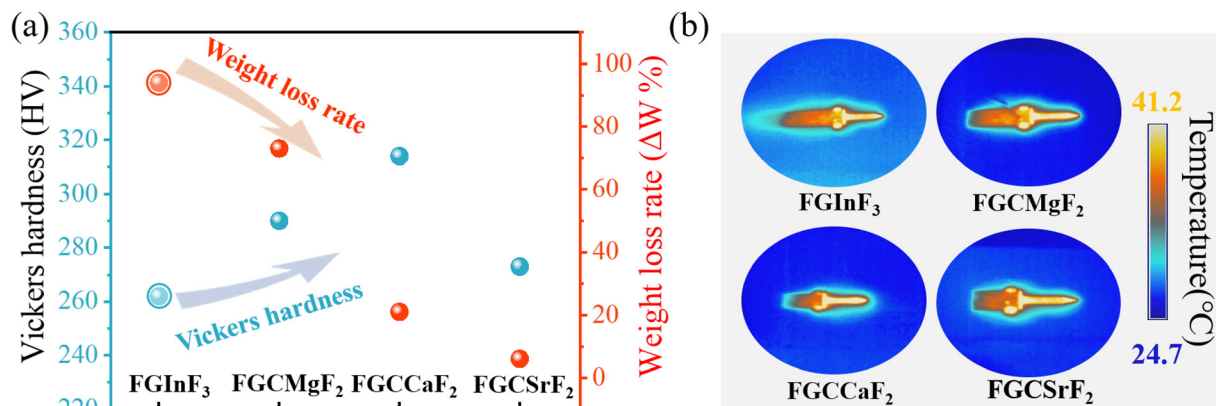 (a)
360
340
320
300
280
260
240
220
Vickers hardness (HV)
Weight loss rate
Vickers hardness
FGInF₃
FGCMgF₂
FGCCaF₂
FGCSrF₂
100
80
60
40
20
0
Weight loss rate (ΔW %)
(b)
FGInF₃
FGCMgF₂
FGCCaF₂
FGCSrF₂
41.2
24.7
Temperature(°C)